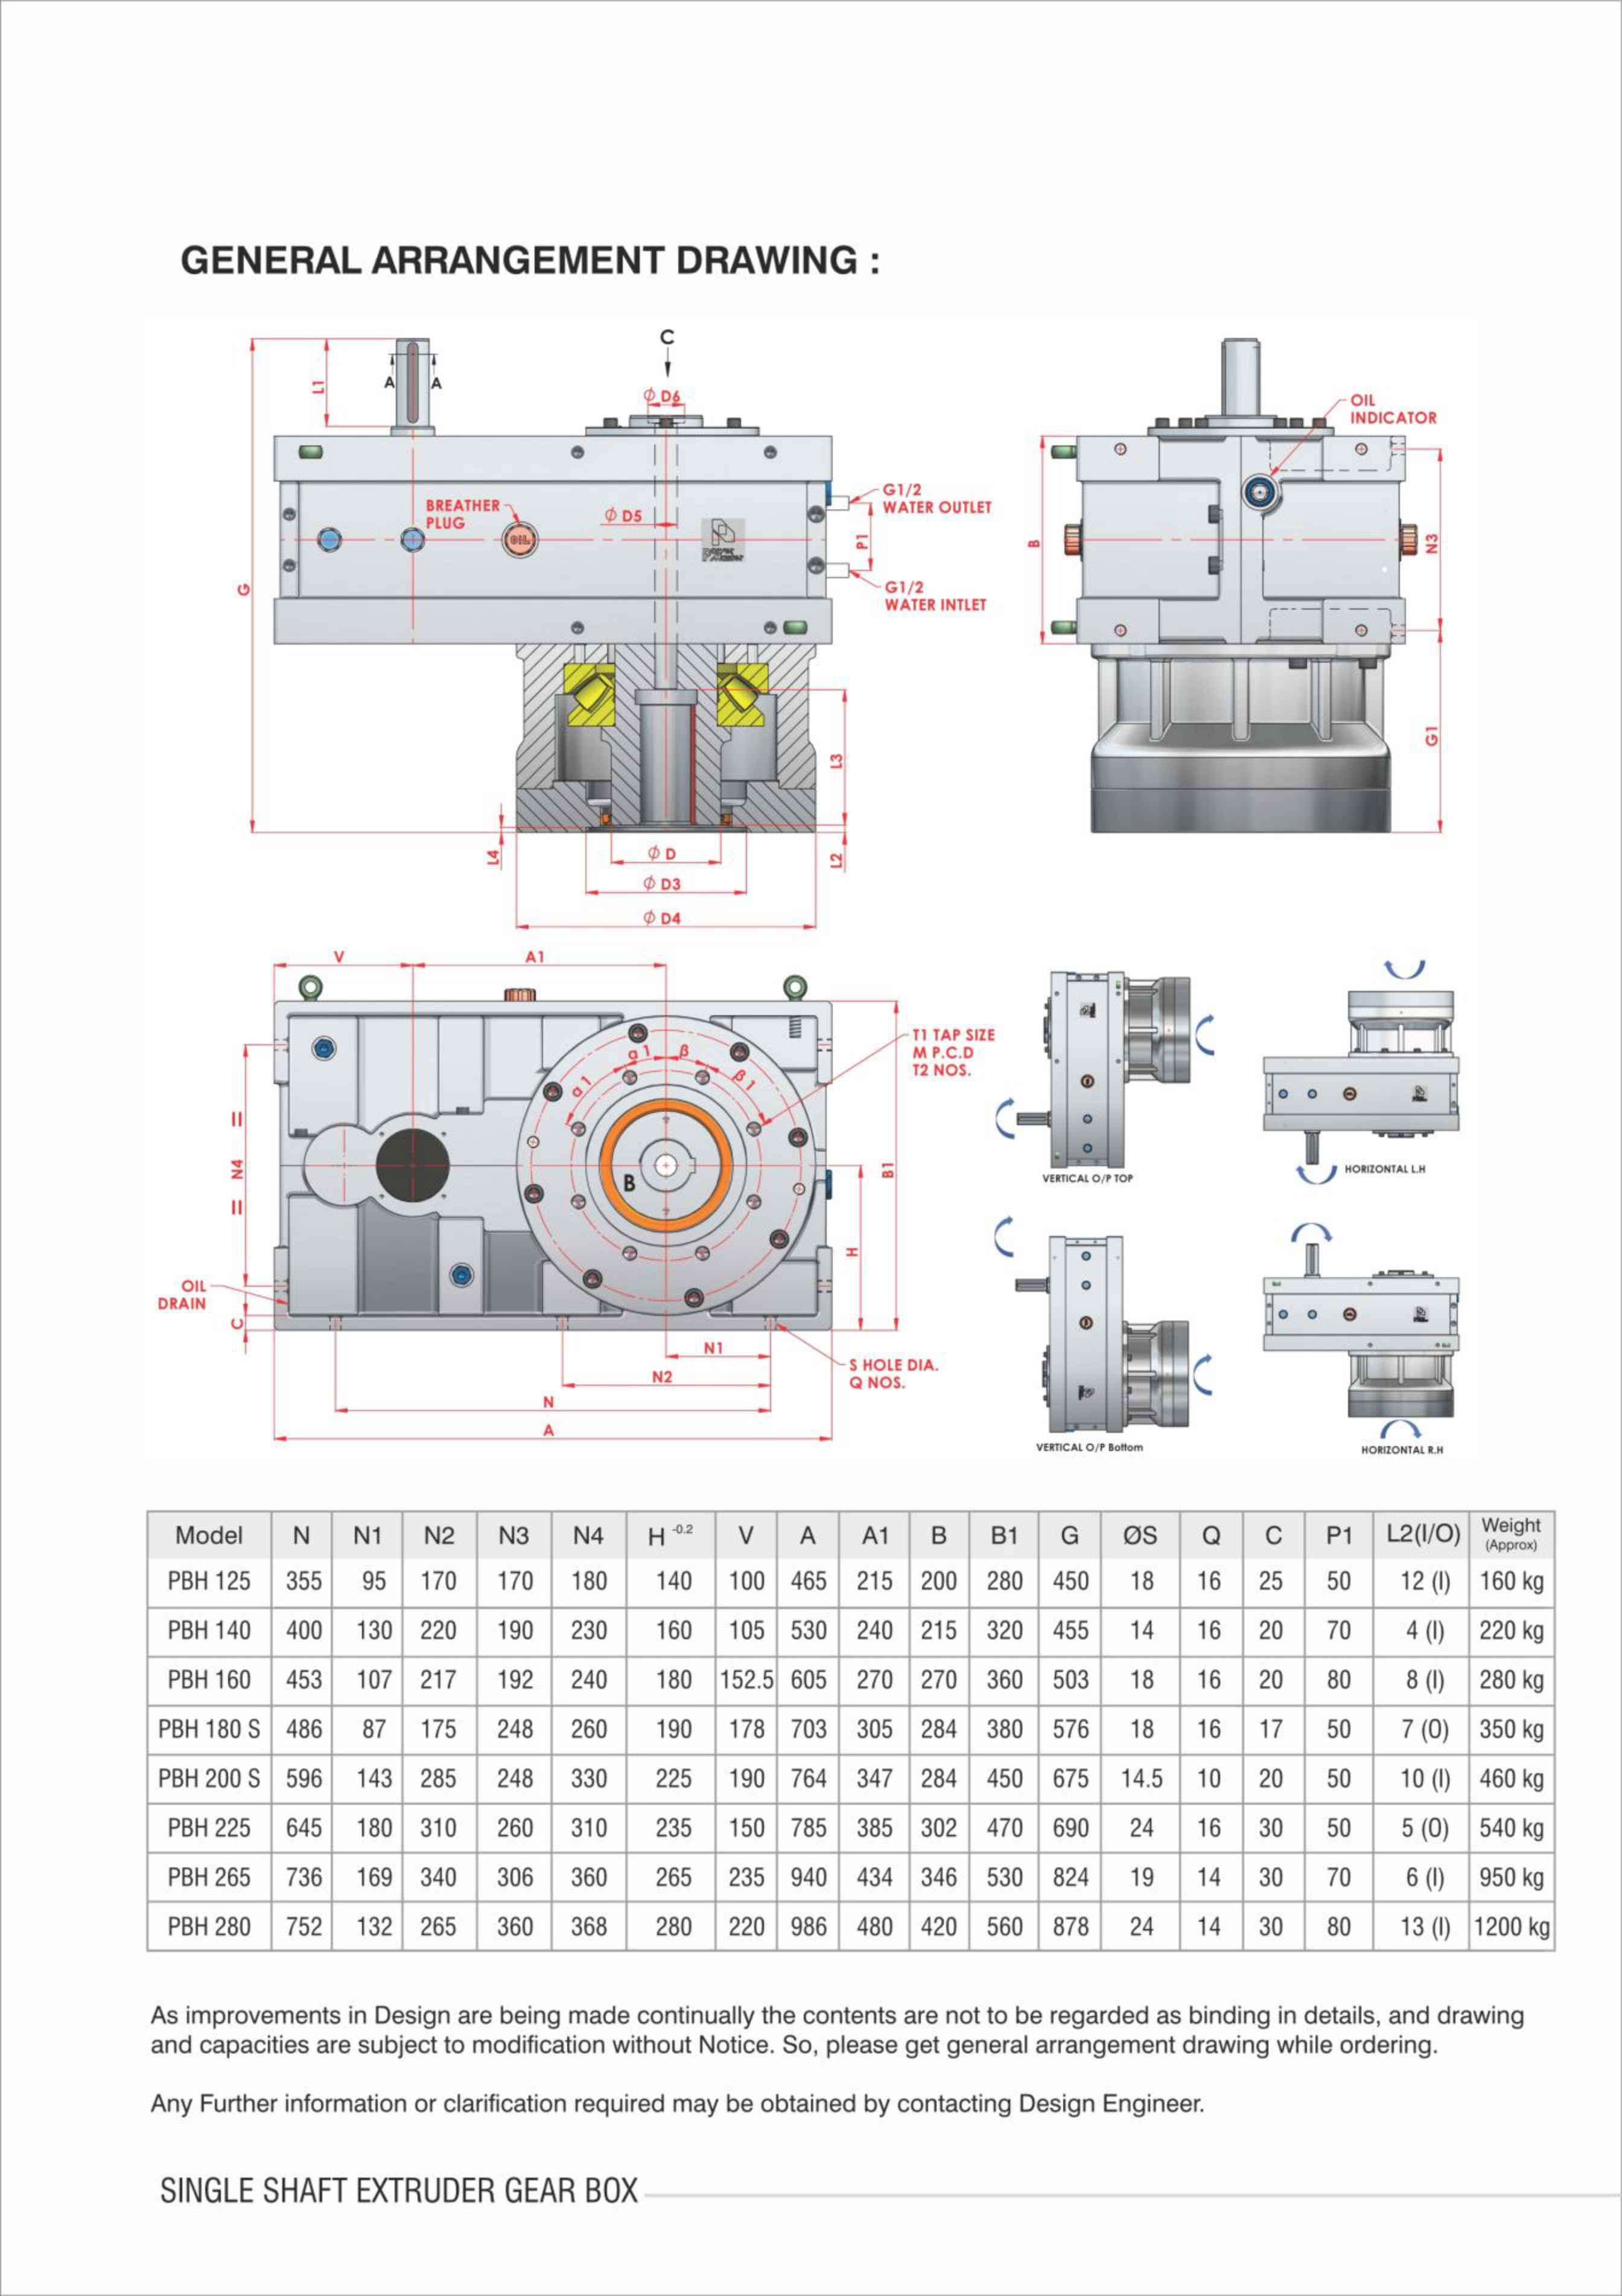 GENERAL ARRANGEMENT DRAWING :
C
L1
A
A
Φ D6
OIL
INDICATOR
G1/2
WATER OUTLET
BREATHER
PLUG
OIL
Φ D5
P1
B
N3
G
G1/2
WATER INTLET
L3
G1
L4
Φ D
L2
Φ D3
Φ D4
V
A1
T1 TAP SIZE
M P.C.D
T2 NOS.
α1
β
α1
β1
= N4 =
B
B1
H
VERTICAL O/P TOP
HORIZONTAL L.H
OIL
DRAIN
C
N1
S HOLE DIA.
Q NOS.
N2
N
A
VERTICAL O/P Bottom
HORIZONTAL R.H
Model N N1 N2 N3 N4 H -0.2 V A A1 B B1 G ØS Q C P1 L2(I/O) Weight (Approx)
PBH 125 355 95 170 170 180 140 100 465 215 200 280 450 18 16 25 50 12 (I) 160 kg
PBH 140 400 130 220 190 230 160 105 530 240 215 320 455 14 16 20 70 4 (I) 220 kg
PBH 160 453 107 217 192 240 180 152.5 605 270 270 360 503 18 16 20 80 8 (I) 280 kg
PBH 180 S 486 87 175 248 260 190 178 703 305 284 380 576 18 16 17 50 7 (O) 350 kg
PBH 200 S 596 143 285 248 330 225 190 764 347 284 450 675 14.5 10 20 50 10 (I) 460 kg
PBH 225 645 180 310 260 310 235 150 785 385 302 470 690 24 16 30 50 5 (O) 540 kg
PBH 265 736 169 340 306 360 265 235 940 434 346 530 824 19 14 30 70 6 (I) 950 kg
PBH 280 752 132 265 360 368 280 220 986 480 420 560 878 24 14 30 80 13 (I) 1200 kg
As improvements in Design are being made continually the contents are not to be regarded as binding in details, and drawing
and capacities are subject to modification without Notice. So, please get general arrangement drawing while ordering.
Any Further information or clarification required may be obtained by contacting Design Engineer.
SINGLE SHAFT EXTRUDER GEAR BOX